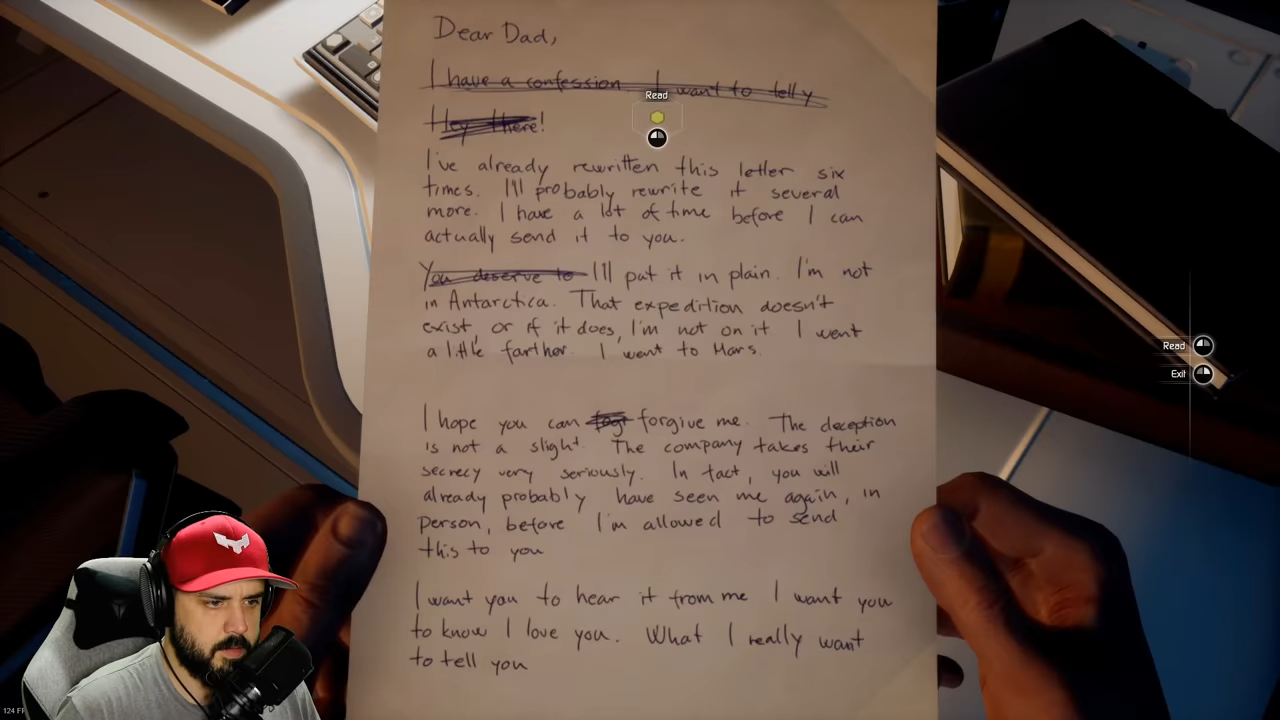 Dear Dad,
I have a confession I want to tell y
Read
Hey there!
I've already rewritten this letter six
times. I'll probably rewrite it several
more. I have a lot of time before I can
actually send it to you.
You deserve to I'll put it in plain. I'm not
in Antarctica. That expedition doesn't
exist, or if it does, I'm not on it I went
a little farther. I went to Mars.
Read
Exit
I hope you can forgive me. The deception
is not a slight. The company takes their
secrecy very seriously. In fact, you will
already probably have seen me again, in
person, before I'm allowed to send
this to you
I want you to hear it from me I want you
to know I love you. What I really want
to tell you